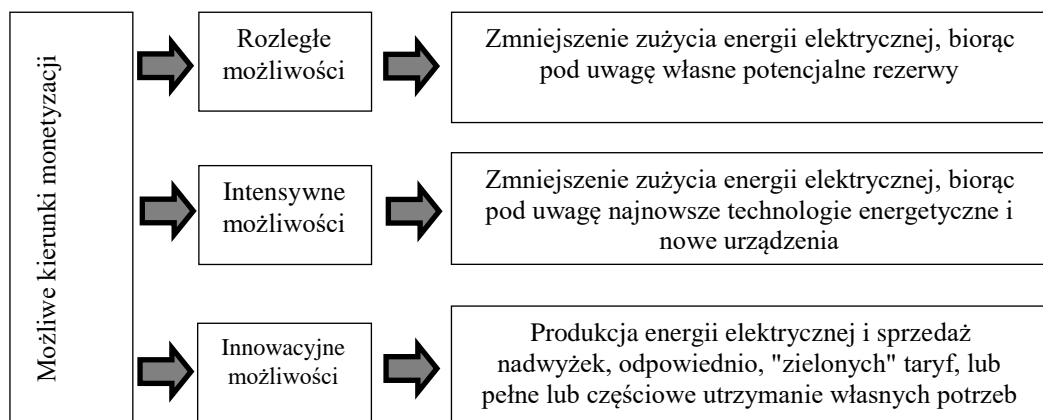 Możliwe kierunki monetyzacji
Rozległe
możliwości
Zmniejszenie zużycia energii elektrycznej, biorąc
pod uwagę własne potencjalne rezerwy
Intensywne
możliwości
Zmniejszenie zużycia energii elektrycznej, biorąc
pod uwagę najnowsze technologie energetyczne i
nowe urządzenia
Innowacyjne
możliwości
Produkcja energii elektrycznej i sprzedaż
nadwyżek, odpowiednio, "zielonych" taryf, lub
pełne lub częściowe utrzymanie własnych potrzeb